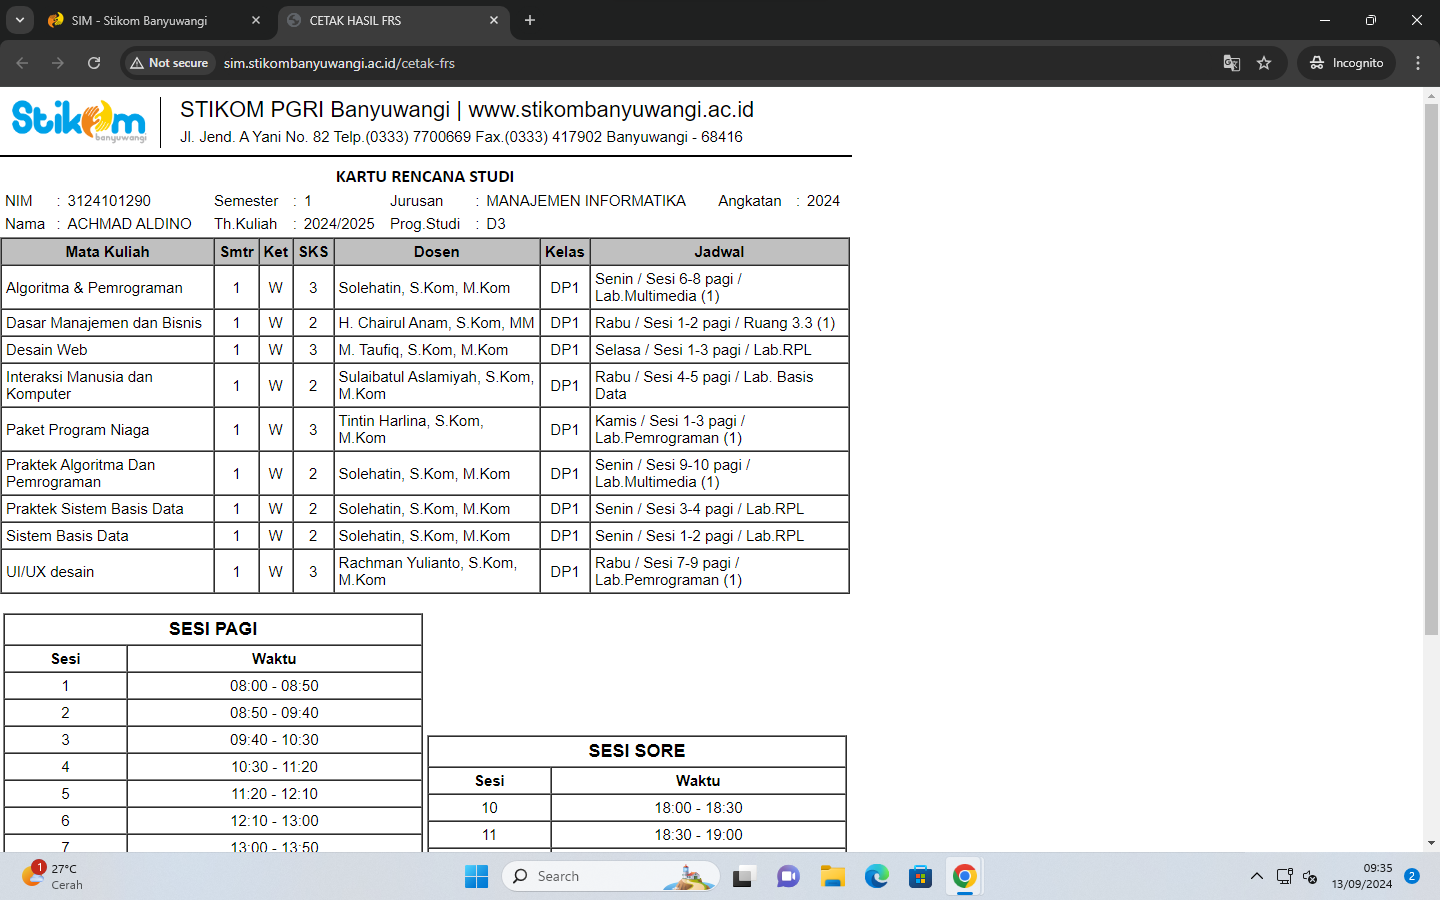 SIM - Stikom Banyuwangi
CETAK HASIL FRS
Not secure
sim.stikombanyuwangi.ac.id/cetak-frs
Incognito
Stikom
banyuwangi
STIKOM PGRI Banyuwangi | www.stikombanyuwangi.ac.id
Jl. Jend. A Yani No. 82 Telp.(0333) 7700669 Fax.(0333) 417902 Banyuwangi - 68416
KARTU RENCANA STUDI
NIM : 3124101290 Semester : 1 Jurusan : MANAJEMEN INFORMATIKA Angkatan : 2024
Nama : ACHMAD ALDINO Th.Kuliah : 2024/2025 Prog.Studi : D3
Mata Kuliah Smtr Ket SKS Dosen Kelas Jadwal
Algoritma & Pemrograman 1 W 3 Solehatin, S.Kom, M.Kom DP1 Senin / Sesi 6-8 pagi /
Lab.Multimedia (1)
Dasar Manajemen dan Bisnis 1 W 2 H. Chairul Anam, S.Kom, MM DP1 Rabu / Sesi 1-2 pagi / Ruang 3.3 (1)
Desain Web 1 W 3 M. Taufiq, S.Kom, M.Kom DP1 Selasa / Sesi 1-3 pagi / Lab.RPL
Interaksi Manusia dan
Komputer 1 W 2 Sulaibatul Aslamiyah, S.Kom,
M.Kom DP1 Rabu / Sesi 4-5 pagi / Lab. Basis
Data
Paket Program Niaga 1 W 3 Tintin Harlina, S.Kom,
M.Kom DP1 Kamis / Sesi 1-3 pagi /
Lab.Pemrograman (1)
Praktek Algoritma Dan
Pemrograman 1 W 2 Solehatin, S.Kom, M.Kom DP1 Senin / Sesi 9-10 pagi /
Lab.Multimedia (1)
Praktek Sistem Basis Data 1 W 2 Solehatin, S.Kom, M.Kom DP1 Senin / Sesi 3-4 pagi / Lab.RPL
Sistem Basis Data 1 W 2 Solehatin, S.Kom, M.Kom DP1 Senin / Sesi 1-2 pagi / Lab.RPL
UI/UX desain 1 W 3 Rachman Yulianto, S.Kom,
M.Kom DP1 Rabu / Sesi 7-9 pagi /
Lab.Pemrograman (1)
SESI PAGI
Sesi Waktu
1 08:00 - 08:50
2 08:50 - 09:40
3 09:40 - 10:30
4 10:30 - 11:20
5 11:20 - 12:10
6 12:10 - 13:00
7 13:00 - 13:50
SESI SORE
Sesi Waktu
10 18:00 - 18:30
11 18:30 - 19:00
1
27°C
Cerah
Search
09:35
13/09/2024
2